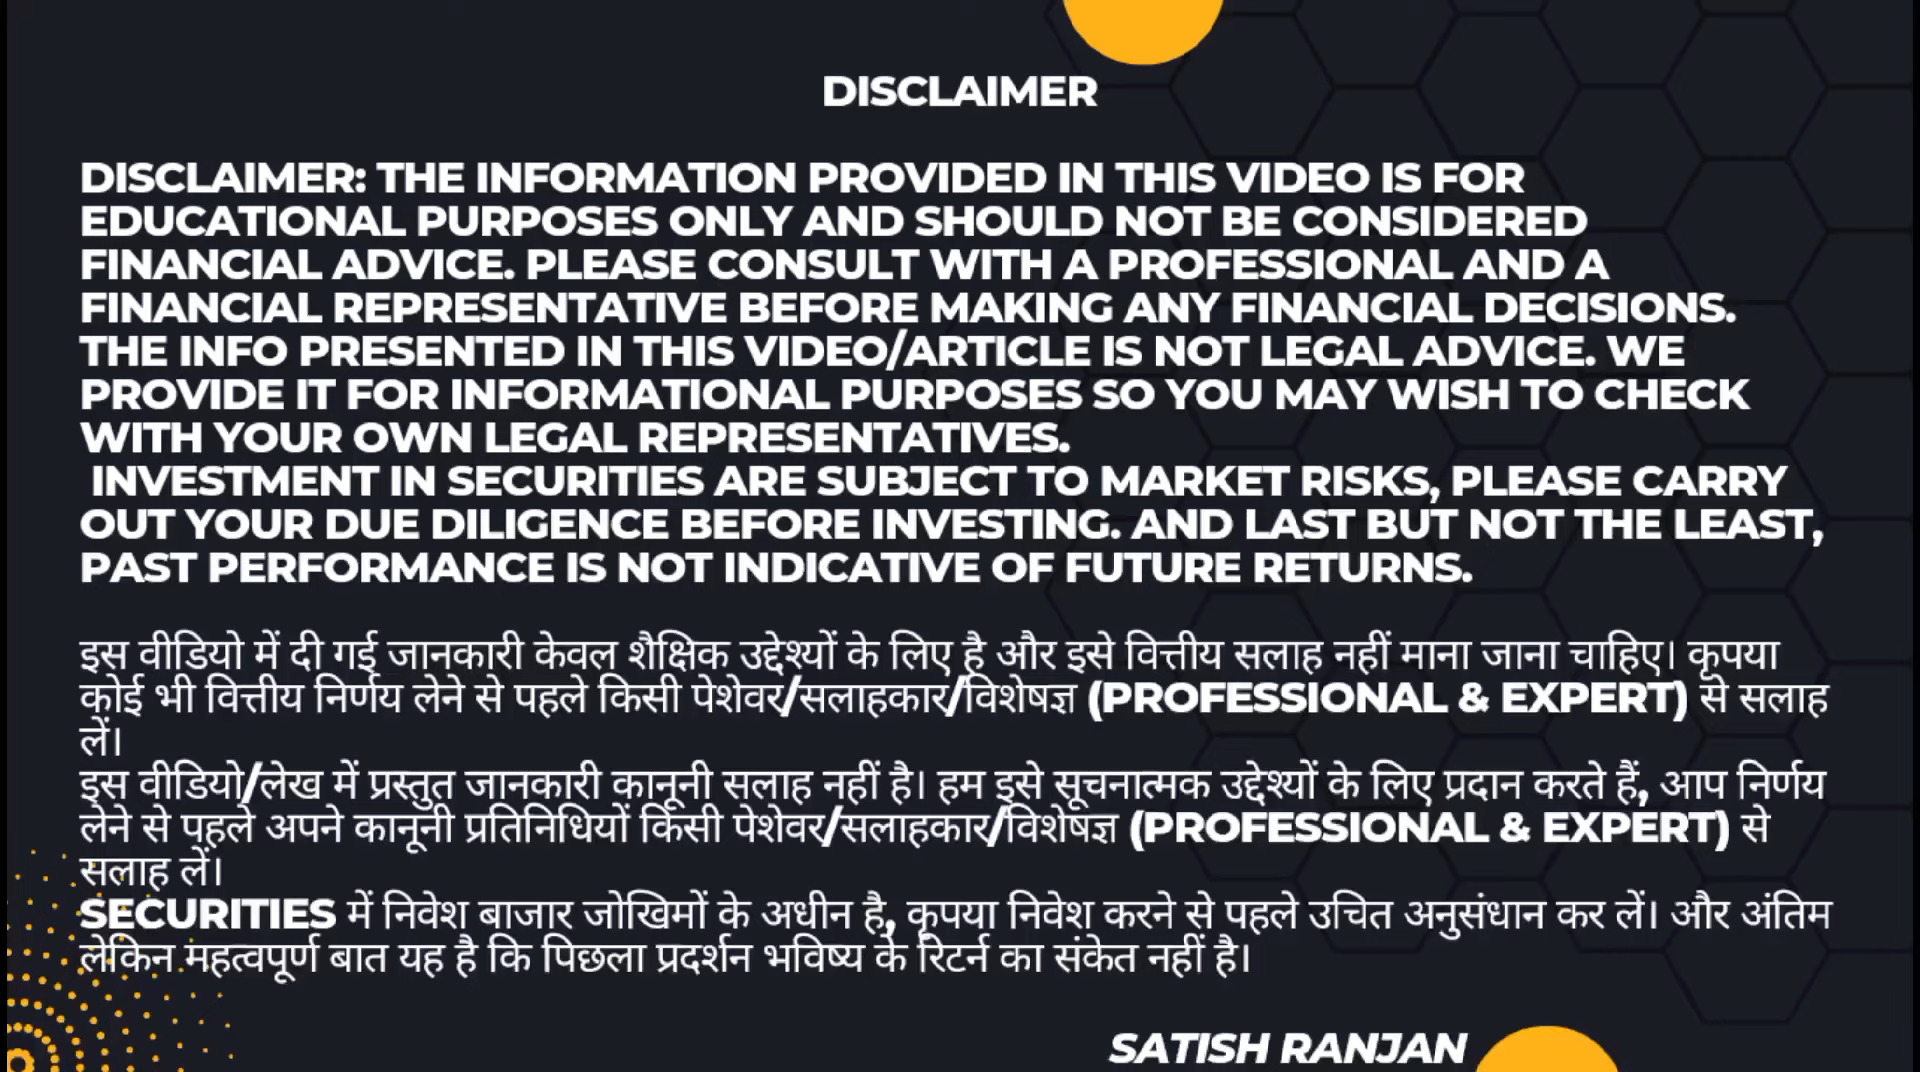 DISCLAIMER
DISCLAIMER: THE INFORMATION PROVIDED IN THIS VIDEO IS FOR
EDUCATIONAL PURPOSES ONLY AND SHOULD NOT BE CONSIDERED
FINANCIAL ADVICE. PLEASE CONSULT WITH A PROFESSIONAL AND A
FINANCIAL REPRESENTATIVE BEFORE MAKING ANY FINANCIAL DECISIONS.
THE INFO PRESENTED IN THIS VIDEO/ARTICLE IS NOT LEGAL ADVICE. WE
PROVIDE IT FOR INFORMATIONAL PURPOSES SO YOU MAY WISH TO CHECK
WITH YOUR OWN LEGAL REPRESENTATIVES.
INVESTMENT IN SECURITIES ARE SUBJECT TO MARKET RISKS, PLEASE CARRY
OUT YOUR DUE DILIGENCE BEFORE INVESTING. AND LAST BUT NOT THE LEAST,
PAST PERFORMANCE IS NOT INDICATIVE OF FUTURE RETURNS.
इस वीडियो में दी गई जानकारी केवल शैक्षिक उद्देश्यों के लिए है और इसे वित्तीय सलाह नहीं माना जाना चाहिए। कृपया
कोई भी वित्तीय निर्णय लेने से पहले किसी पेशेवर/सलाहकार/विशेषज्ञ (PROFESSIONAL & EXPERT) से सलाह
लें।
इस वीडियो/लेख में प्रस्तुत जानकारी कानूनी सलाह नहीं है। हम इसे सूचनात्मक उद्देश्यों के लिए प्रदान करते हैं, आप निर्णय
लेने से पहले अपने कानूनी प्रतिनिधियों किसी पेशेवर/सलाहकार/विशेषज्ञ (PROFESSIONAL & EXPERT) से
सलाह लें।
SECURITIES में निवेश बाजार जोखिमों के अधीन है, कृपया निवेश करने से पहले उचित अनुसंधान कर लें। और अंतिम
लेकिन महत्वपूर्ण बात यह है कि पिछला प्रदर्शन भविष्य के रिटर्न का संकेत नहीं है।
SATISH RANJAN